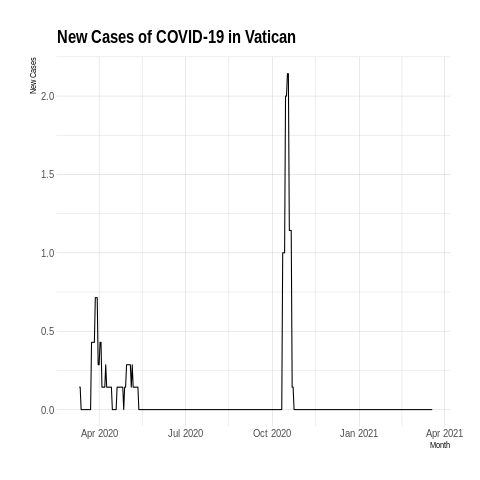 New Cases of COVID-19 in Vatican
New Cases
2.0
1.5
1.0
0.5
0.0
Apr 2020 Jul 2020 Oct 2020 Jan 2021 Apr 2021
Month